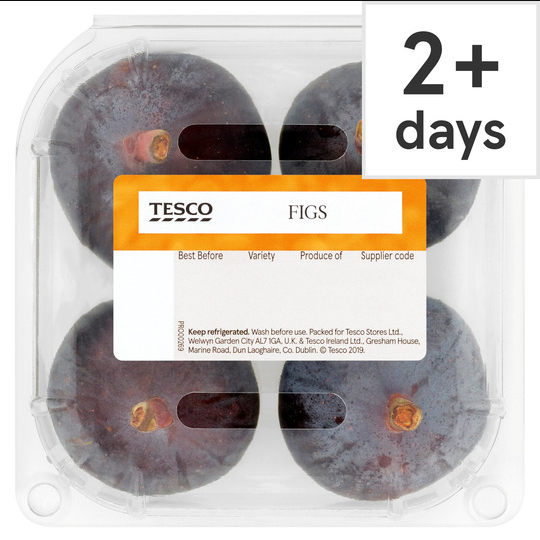 2+
days
TESCO
FIGS
Best Before Variety Produce of Supplier code
PRO00269
Keep refrigerated. Wash before use. Packed for Tesco Stores Ltd.,
Welwyn Garden City AL7 1GA, U.K. & Tesco Ireland Ltd., Gresham House,
Marine Road, Dun Laoghaire, Co. Dublin. © Tesco 2019.